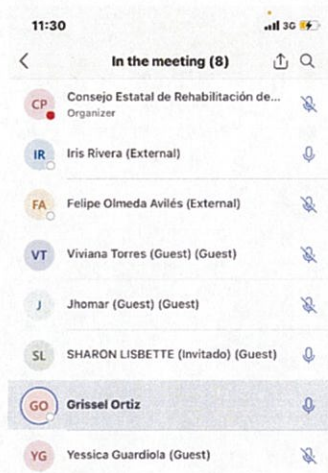 11:30
3G
In the meeting (8)
CP
Consejo Estatal de Rehabilitación de...
Organizer
IR
Iris Rivera (External)
FA
Felipe Olmeda Avilés (External)
VT
Viviana Torres (Guest) (Guest)
J
Jhomar (Guest) (Guest)
SL
SHARON LISBETTE (Invitado) (Guest)
GO
Grissel Ortiz
YG
Yessica Guardiola (Guest)